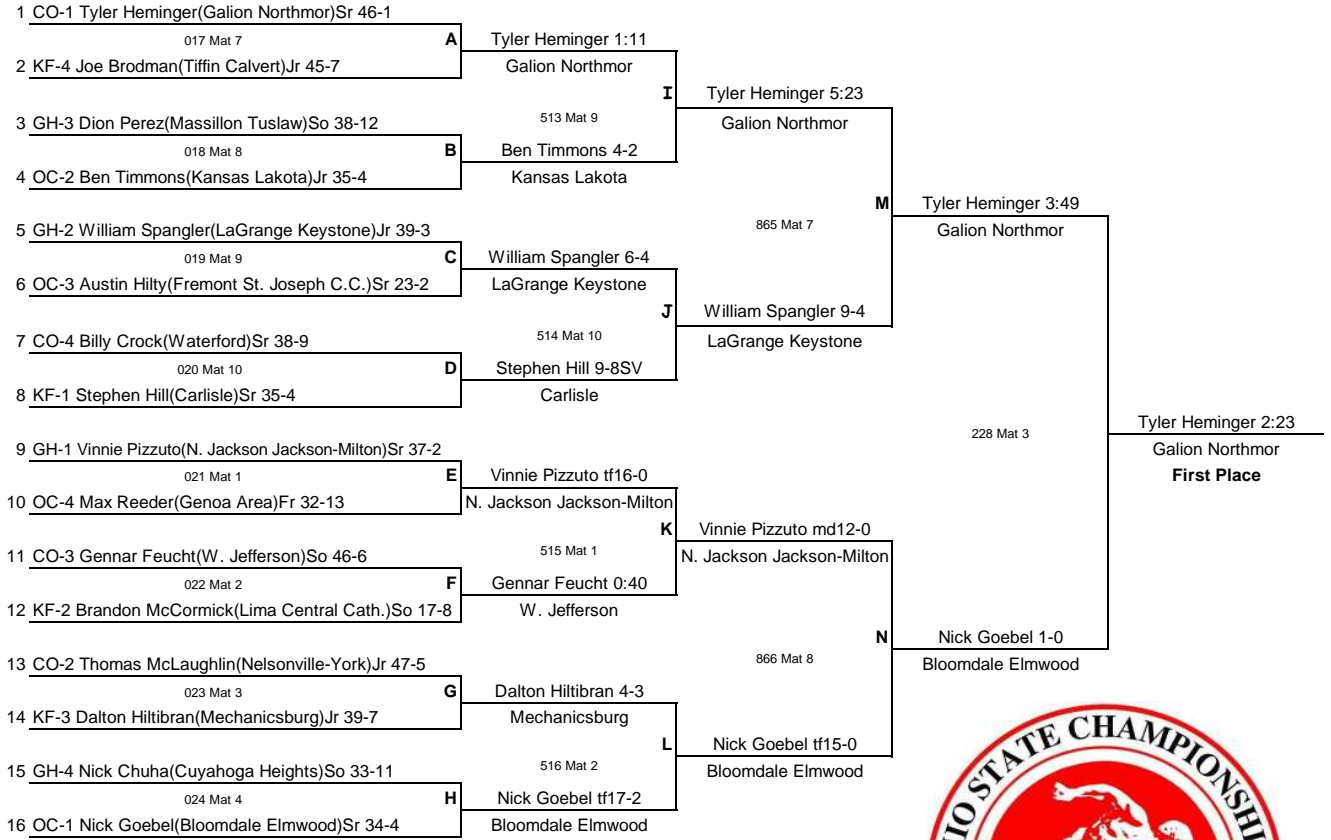 1 CO-1 Tyler Heminger(Galion Northmor)Sr 46-1
017 Mat 7
A
2 KF-4 Joe Brodman(Tiffin Calvert)Jr 45-7
Tyler Heminger 1:11
Galion Northmor
I
513 Mat 9
3 GH-3 Dion Perez(Massillon Tuslaw)So 38-12
018 Mat 8
B
4 OC-2 Ben Timmons(Kansas Lakota)Jr 35-4
Ben Timmons 4-2
Kansas Lakota
Tyler Heminger 5:23
Galion Northmor
M
865 Mat 7
5 GH-2 William Spangler(LaGrange Keystone)Jr 39-3
019 Mat 9
C
6 OC-3 Austin Hilty(Fremont St. Joseph C.C.)Sr 23-2
William Spangler 6-4
LaGrange Keystone
J
514 Mat 10
7 CO-4 Billy Crock(Waterford)Sr 38-9
020 Mat 10
D
8 KF-1 Stephen Hill(Carlisle)Sr 35-4
Stephen Hill 9-8SV
Carlisle
William Spangler 9-4
LaGrange Keystone
Tyler Heminger 3:49
Galion Northmor
228 Mat 3
Tyler Heminger 2:23
Galion Northmor
First Place
9 GH-1 Vinnie Pizzuto(N. Jackson Jackson-Milton)Sr 37-2
021 Mat 1
E
10 OC-4 Max Reeder(Genoa Area)Fr 32-13
Vinnie Pizzuto tf16-0
N. Jackson Jackson-Milton
K
515 Mat 1
11 CO-3 Gennar Feucht(W. Jefferson)So 46-6
022 Mat 2
F
12 KF-2 Brandon McCormick(Lima Central Cath.)So 17-8
Gennar Feucht 0:40
W. Jefferson
Vinnie Pizzuto md12-0
N. Jackson Jackson-Milton
N
866 Mat 8
13 CO-2 Thomas McLaughlin(Nelsonville-York)Jr 47-5
023 Mat 3
G
14 KF-3 Dalton Hiltibran(Mechanicsburg)Jr 39-7
Dalton Hiltibran 4-3
Mechanicsburg
L
516 Mat 2
15 GH-4 Nick Chuha(Cuyahoga Heights)So 33-11
024 Mat 4
H
16 OC-1 Nick Goebel(Bloomdale Elmwood)Sr 34-4
Nick Goebel tf17-2
Bloomdale Elmwood
Nick Goebel tf15-0
Bloomdale Elmwood
Nick Goebel 1-0
Bloomdale Elmwood
IO STATE CHAMPIONSHI